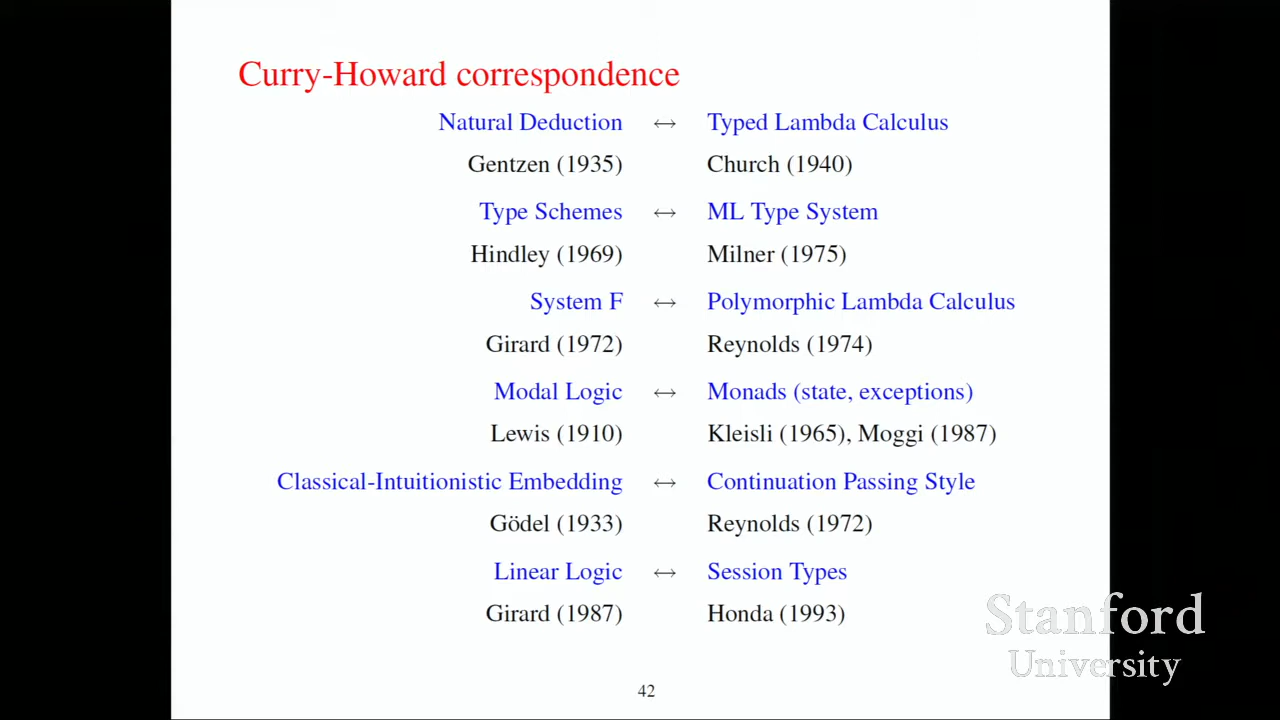 Curry-Howard correspondence
Natural Deduction ↔ Typed Lambda Calculus
Gentzen (1935) Church (1940)
Type Schemes ↔ ML Type System
Hindley (1969) Milner (1975)
System F ↔ Polymorphic Lambda Calculus
Girard (1972) Reynolds (1974)
Modal Logic ↔ Monads (state, exceptions)
Lewis (1910) Kleisli (1965), Moggi (1987)
Classical-Intuitionistic Embedding ↔ Continuation Passing Style
Gödel (1933) Reynolds (1972)
Linear Logic ↔ Session Types
Girard (1987) Honda (1993)
Stanford
University
42